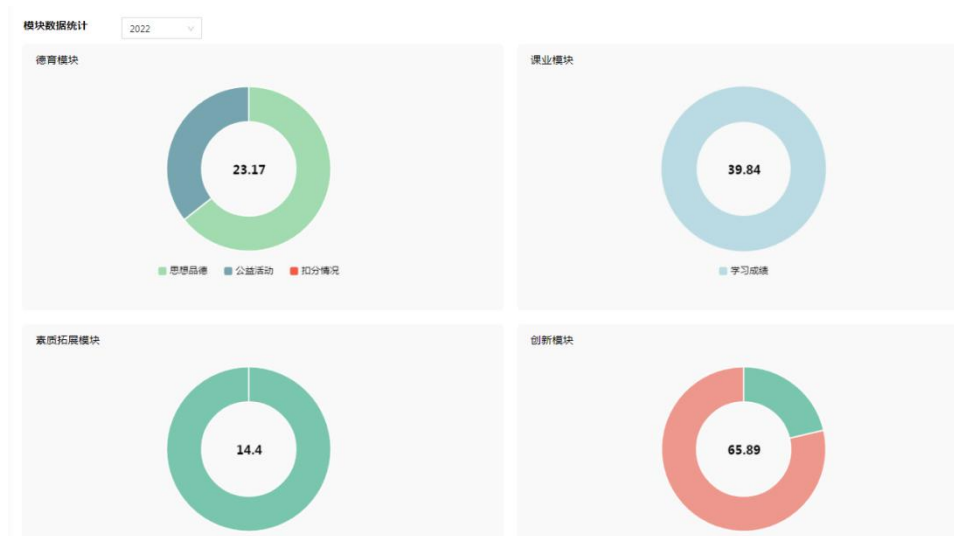 模块数据统计
2022
德育模块
23.17
思想品德 公益活动 扣分情况
课业模块
39.84
学习成绩
素质拓展模块
14.4
创新模块
65.89